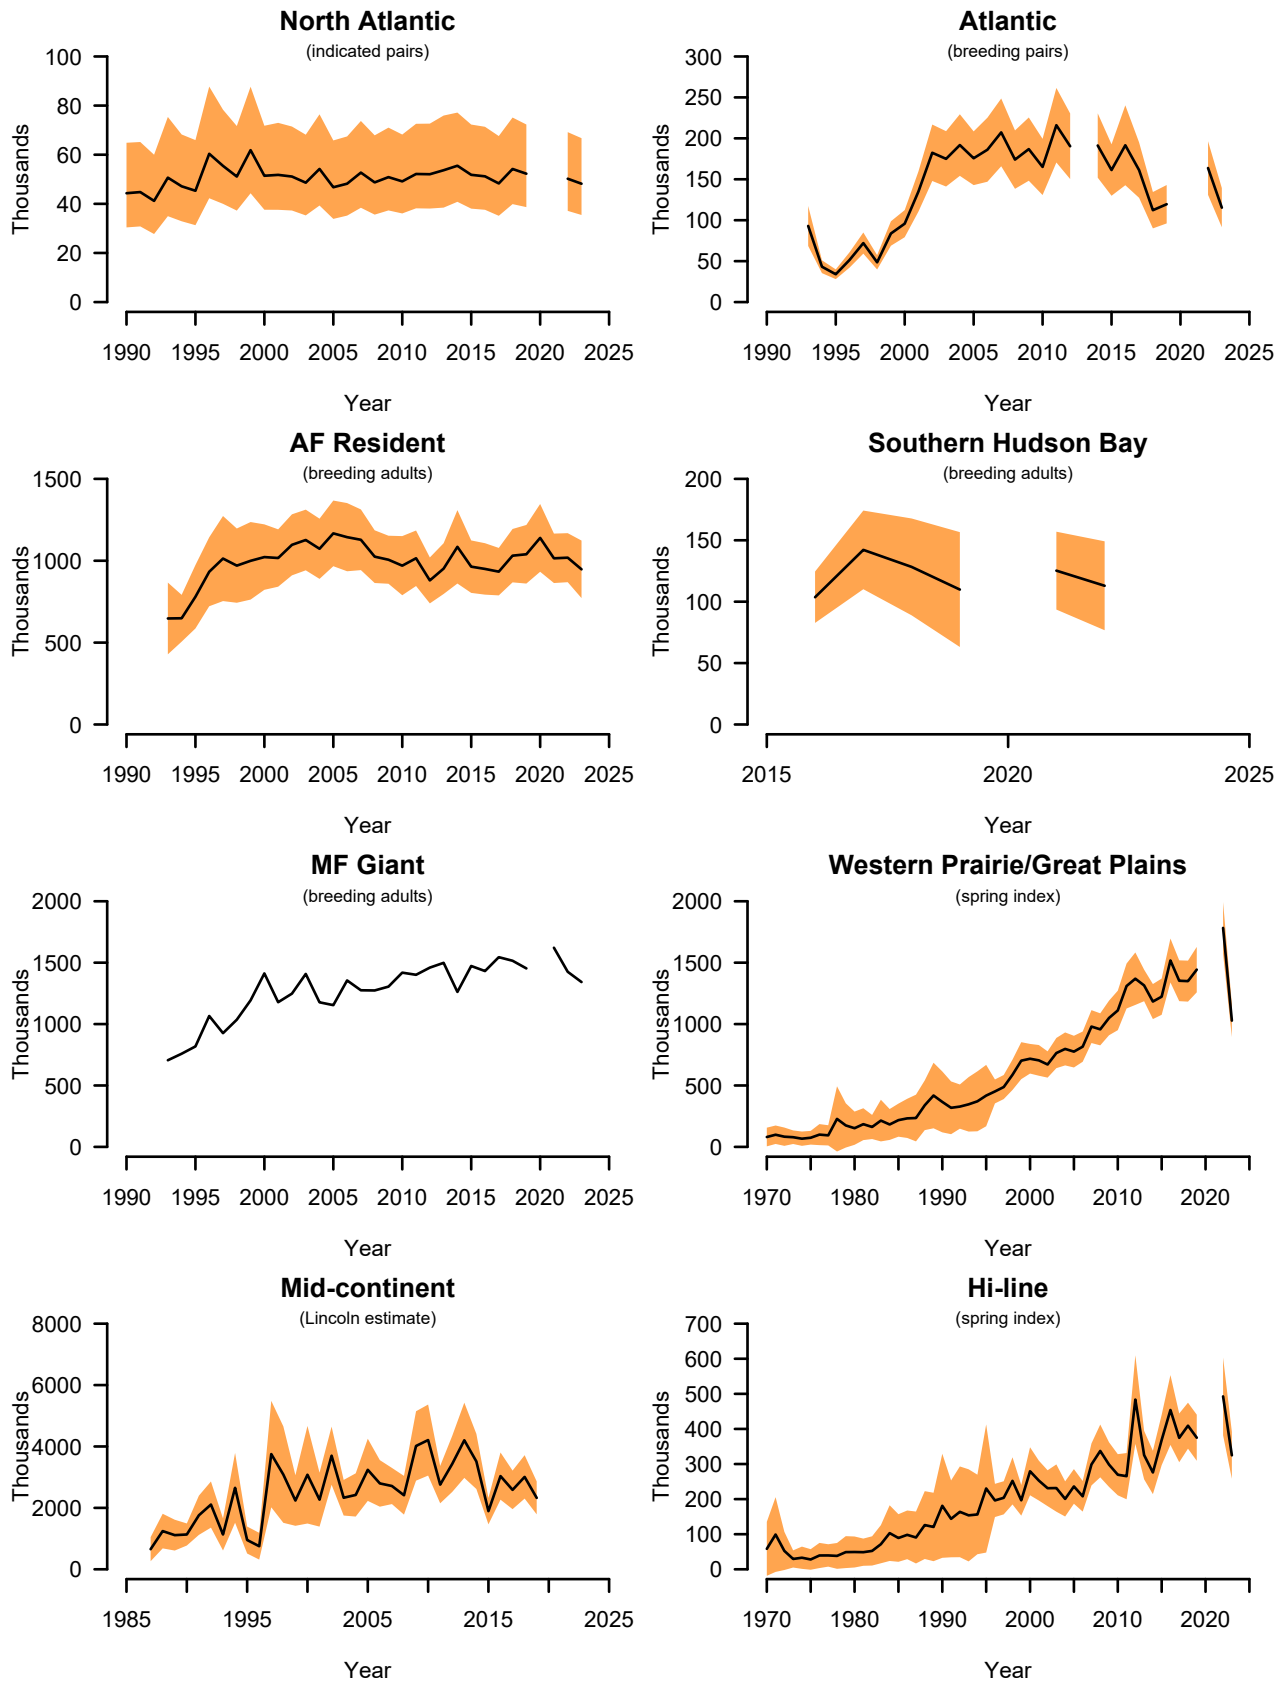 North Atlantic
(indicated pairs)
Thousands
100
80
60
40
20
0
1990 1995 2000 2005 2010 2015 2020 2025
Year
Atlantic
(breeding pairs)
Thousands
300
250
200
150
100
50
0
1990 1995 2000 2005 2010 2015 2020 2025
Year
AF Resident
(breeding adults)
Thousands
1500
1000
500
0
1990 1995 2000 2005 2010 2015 2020 2025
Year
Southern Hudson Bay
(breeding adults)
Thousands
200
150
100
50
0
2015 2020 2025
Year
MF Giant
(breeding adults)
Thousands
2000
1500
1000
500
0
1990 1995 2000 2005 2010 2015 2020 2025
Year
Western Prairie/Great Plains
(spring index)
Thousands
2000
1500
1000
500
0
1970 1980 1990 2000 2010 2020
Year
Mid-continent
(Lincoln estimate)
Thousands
8000
6000
4000
2000
0
1985 1995 2005 2015 2025
Year
Hi-line
(spring index)
Thousands
700
600
500
400
300
200
100
0
1970 1980 1990 2000 2010 2020
Year